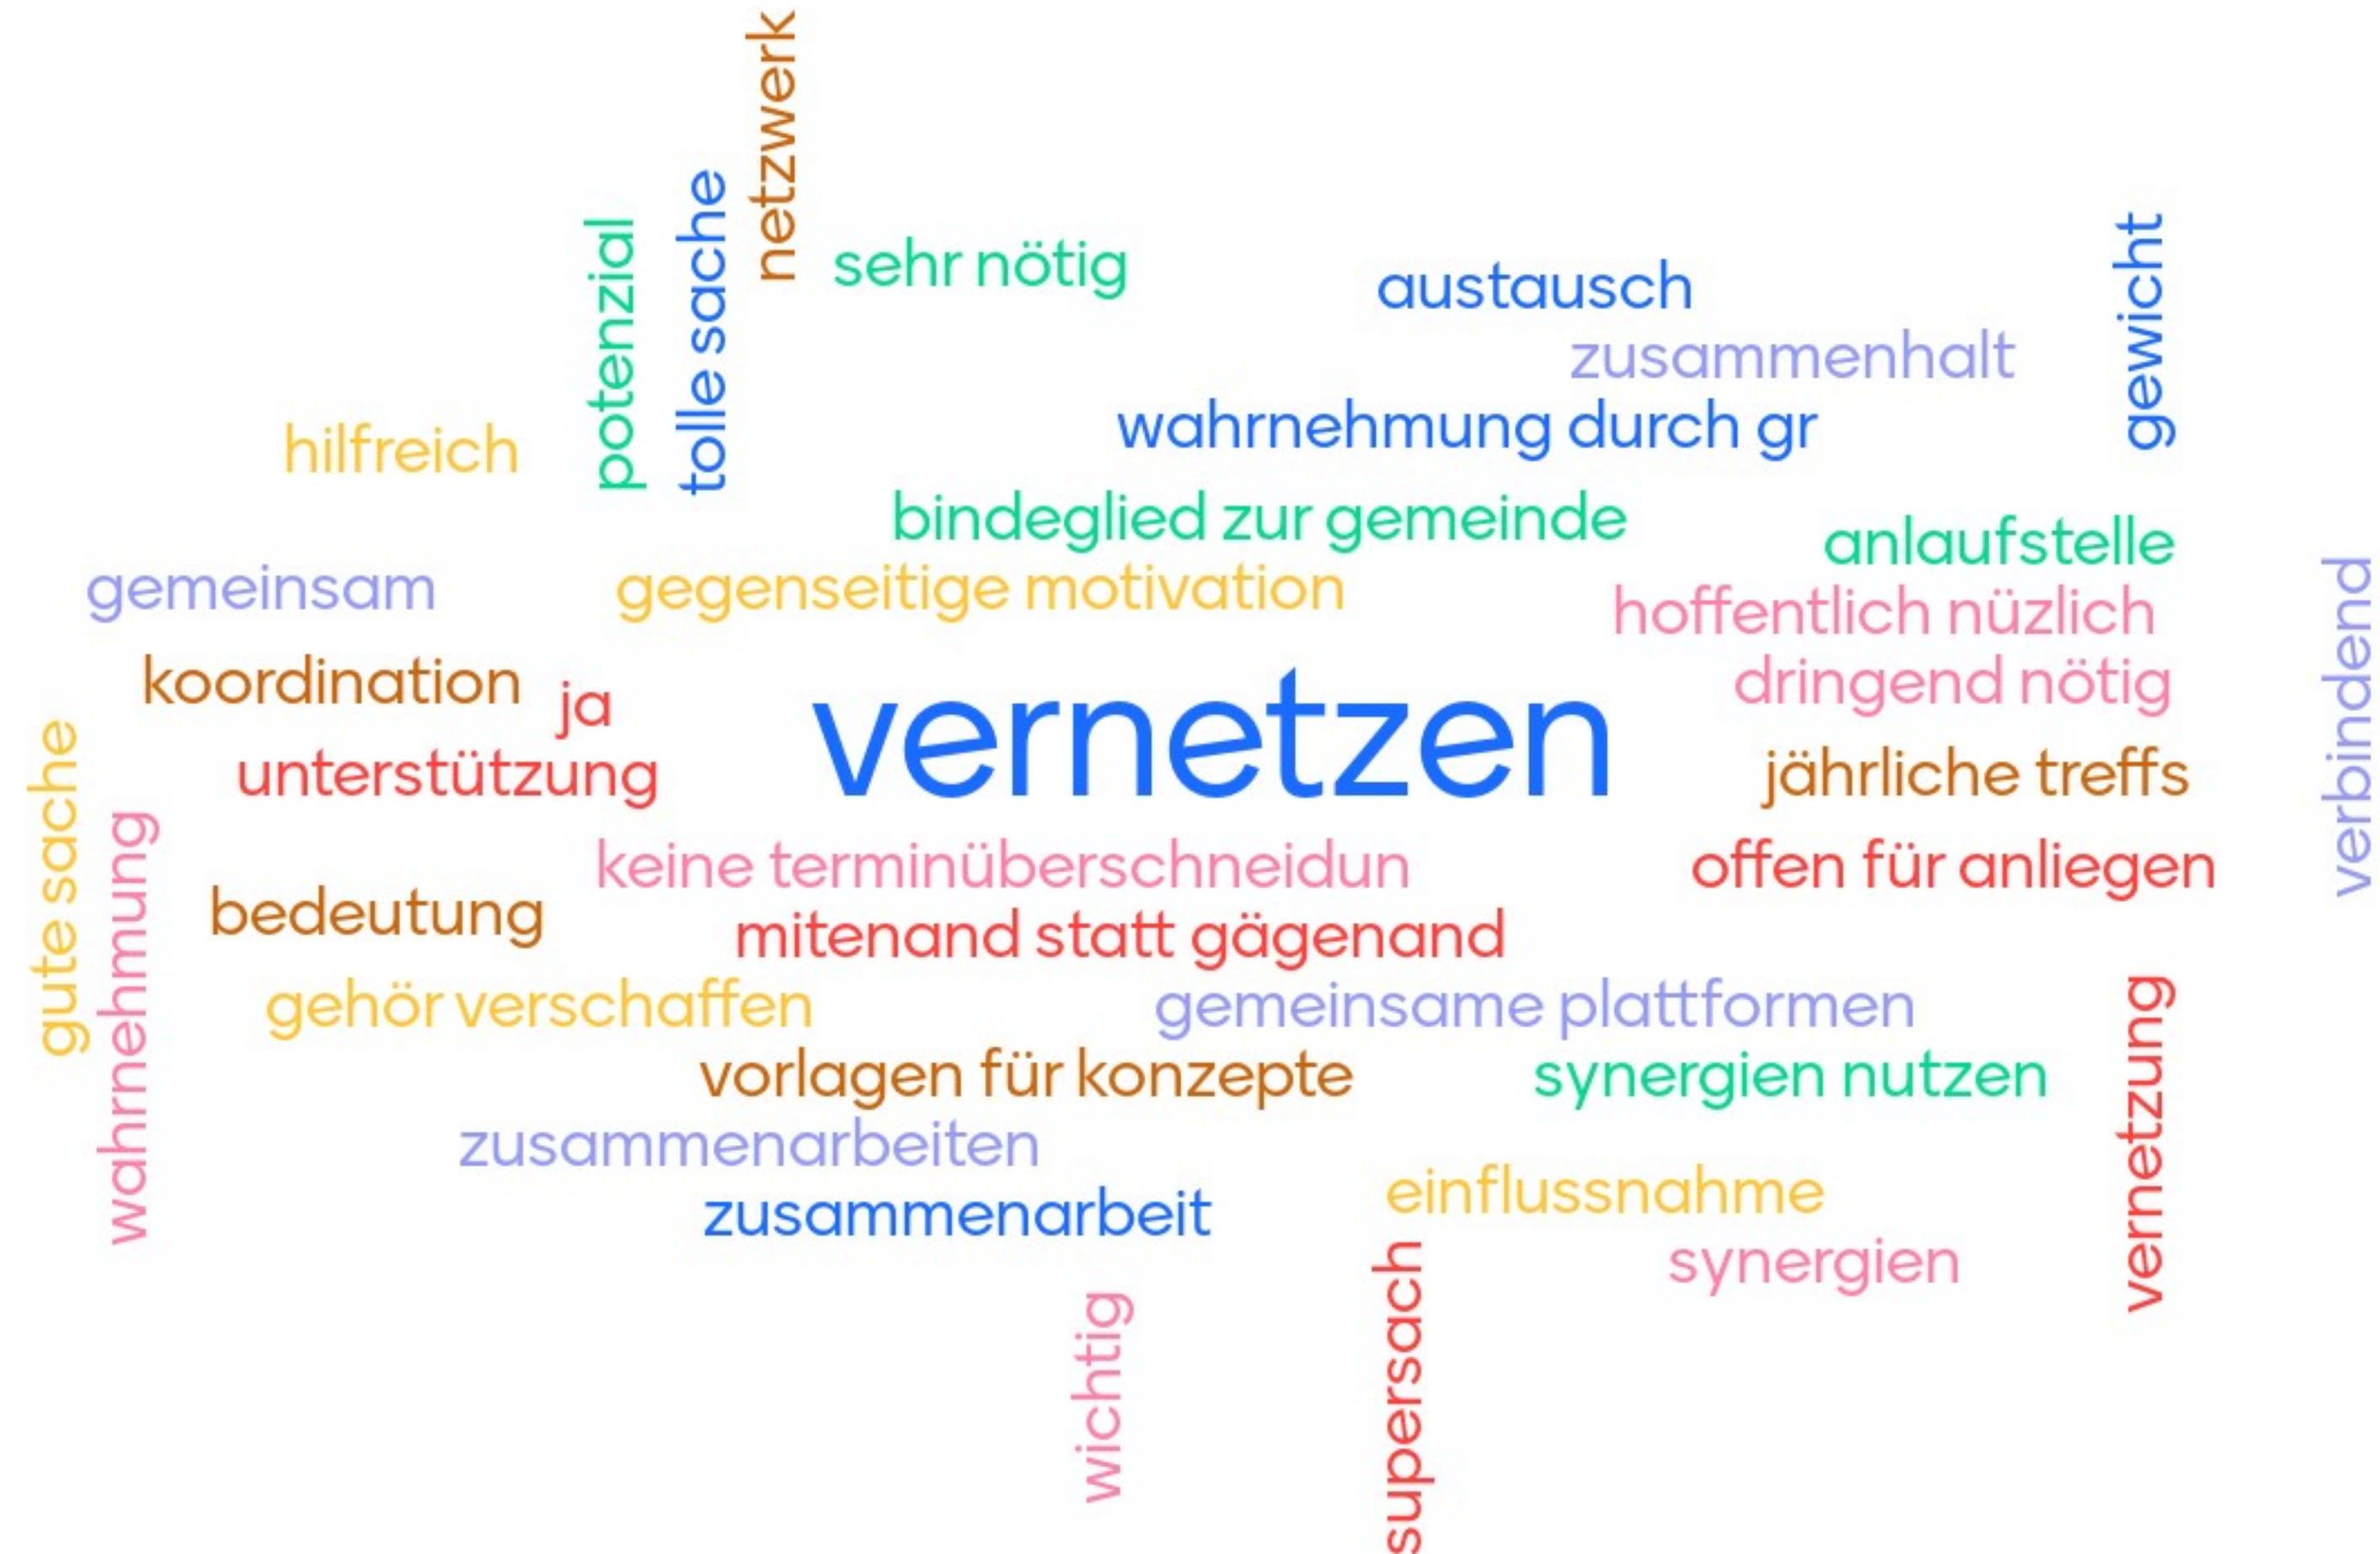 netzwerk
tolle sache
potenzial
sehr nötig
austausch
gewicht
zusammenhalt
wahrnehmung durch gr
hilfreich
bindeglied zur gemeinde
anlaufstelle
gemeinsam
gegenseitige motivation
hoffentlich nüzlich
verbindend
koordination
ja
dringend nötig
vernetzen
unterstützung
jährliche treffs
gute sache
wahrnehmung
keine terminüberschneidun
offen für anliegen
bedeutung
mitenand statt gägenand
gehör verschaffen
gemeinsame plattformen
vernetzung
vorlagen für konzepte
synergien nutzen
zusammenarbeiten
einflussnahme
zusammenarbeit
synergien
wichtig
supersach